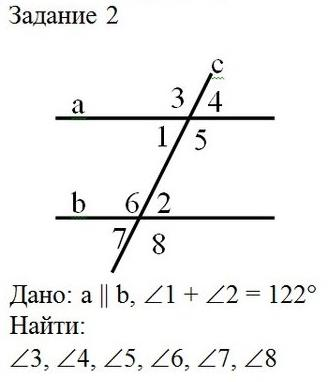 Задание 2
c
a 3 4
1 5
b 6 2
7 8
Дано: a || b, ∠1 + ∠2 = 122°
Найти:
∠3, ∠4, ∠5, ∠6, ∠7, ∠8